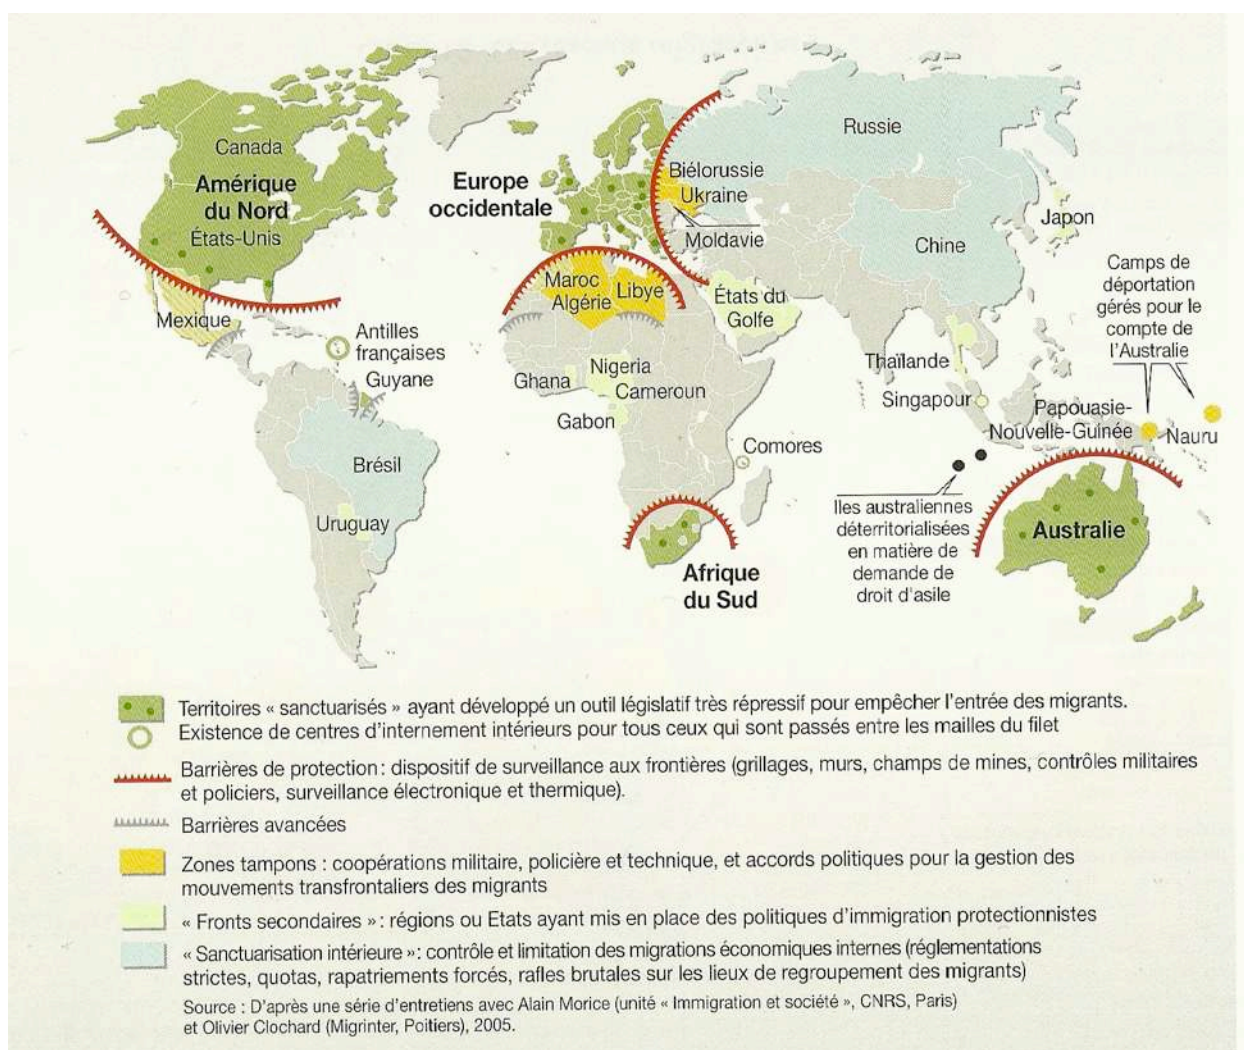 Canada
Amérique
du Nord
États-Unis
Mexique
Antilles
françaises
Guyane
Brésil
Uruguay
Europe
occidentale
Biélorussie
Ukraine
Moldavie
Russie
Chine
Japon
Maroc
Algérie
Libye
États du
Golfe
Nigeria
Ghana
Cameroun
Gabon
Comores
Afrique
du Sud
Thaïlande
Singapour
Camps de
déportation
gérés pour le
compte de
l'Australie
Papouasie-
Nouvelle-Guinée
Nauru
Iles australiennes
déterritorialisées
en matière de
demande de
droit d'asile
Australie
Territoires « sanctuarisés » ayant développé un outil législatif très répressif pour empêcher l'entrée des migrants.
Existence de centres d'internement intérieurs pour tous ceux qui sont passés entre les mailles du filet
Barrières de protection : dispositif de surveillance aux frontières (grillages, murs, champs de mines, contrôles militaires
et policiers, surveillance électronique et thermique).
Barrières avancées
Zones tampons : coopérations militaire, policière et technique, et accords politiques pour la gestion des
mouvements transfrontaliers des migrants
« Fronts secondaires » : régions ou Etats ayant mis en place des politiques d'immigration protectionnistes
« Sanctuarisation intérieure » : contrôle et limitation des migrations économiques internes (réglementations
strictes, quotas, rapatriements forcés, rafles brutales sur les lieux de regroupement des migrants)
Source : D'après une série d'entretiens avec Alain Morice (unité « Immigration et société », CNRS, Paris)
et Olivier Clochard (Migrinter, Poitiers), 2005.